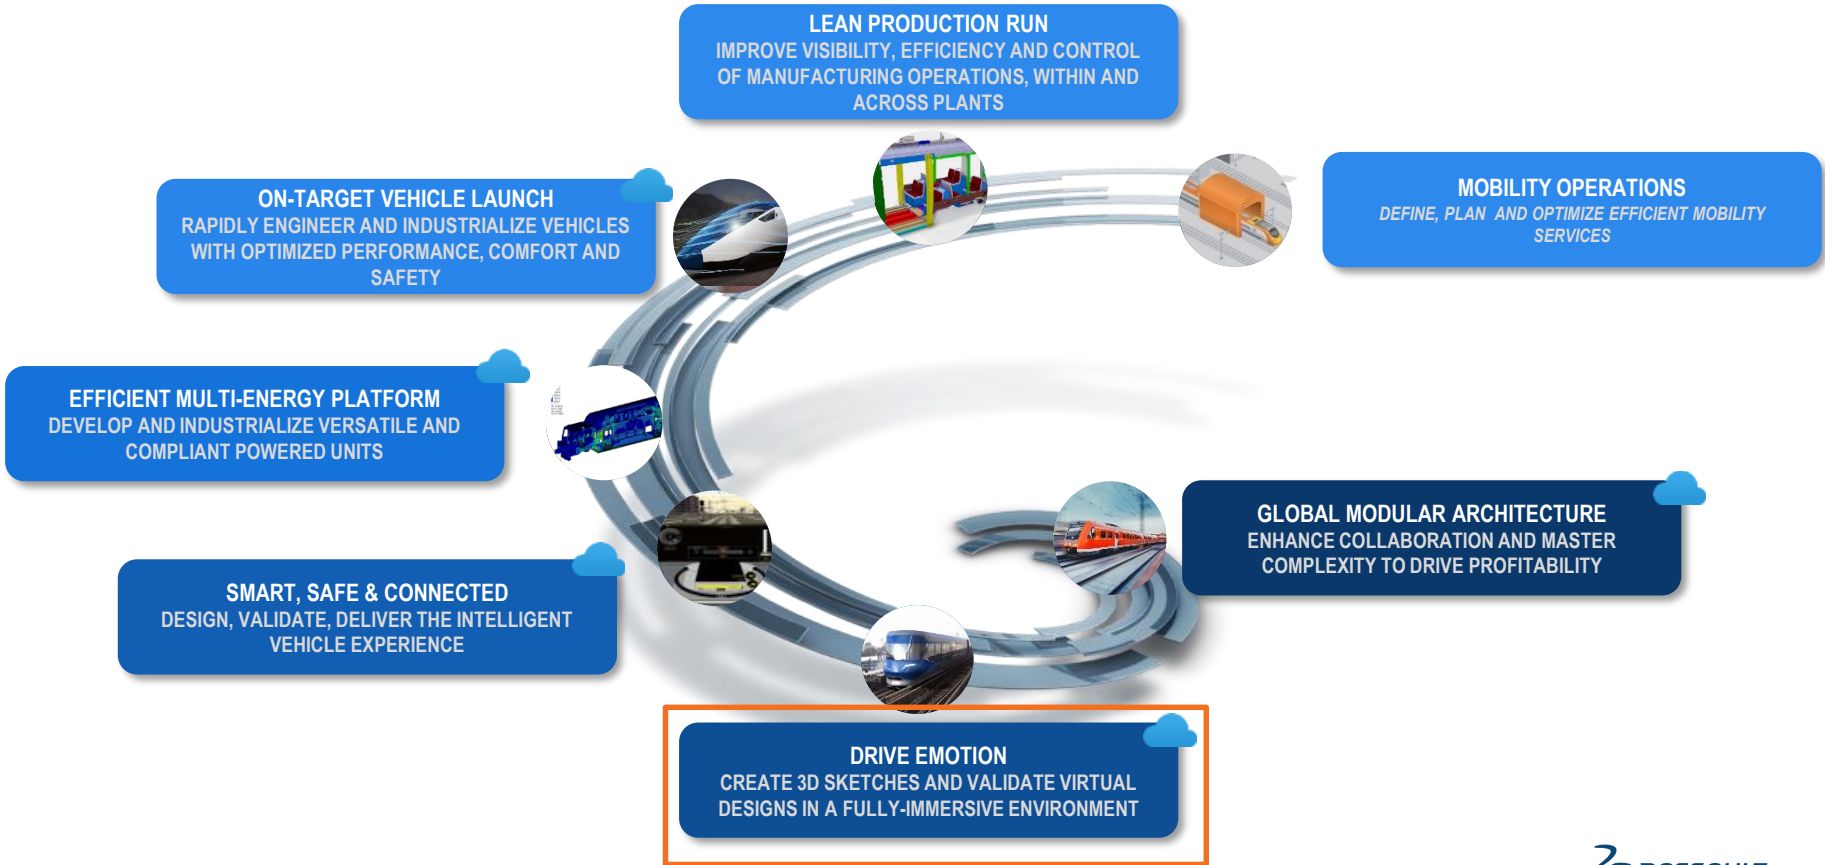 LEAN PRODUCTION RUN
IMPROVE VISIBILITY, EFFICIENCY AND CONTROL
OF MANUFACTURING OPERATIONS, WITHIN AND
ACROSS PLANTS
ON-TARGET VEHICLE LAUNCH
RAPIDLY ENGINEER AND INDUSTRIALIZE VEHICLES
WITH OPTIMIZED PERFORMANCE, COMFORT AND
SAFETY
MOBILITY OPERATIONS
DEFINE, PLAN AND OPTIMIZE EFFICIENT MOBILITY
SERVICES
EFFICIENT MULTI-ENERGY PLATFORM
DEVELOP AND INDUSTRIALIZE VERSATILE AND
COMPLIANT POWERED UNITS
GLOBAL MODULAR ARCHITECTURE
ENHANCE COLLABORATION AND MASTER
COMPLEXITY TO DRIVE PROFITABILITY
SMART, SAFE & CONNECTED
DESIGN, VALIDATE, DELIVER THE INTELLIGENT
VEHICLE EXPERIENCE
DRIVE EMOTION
CREATE 3D SKETCHES AND VALIDATE VIRTUAL
DESIGNS IN A FULLY-IMMERSIVE ENVIRONMENT